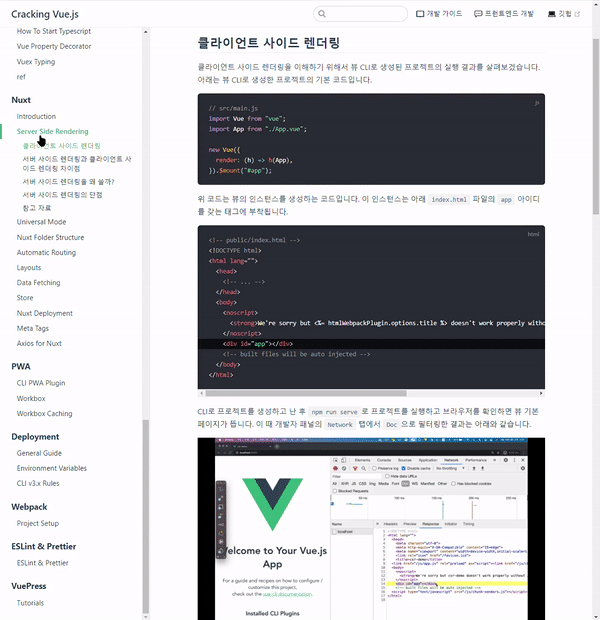 Cracking Vue.js
개발 가이드
프런트엔드 개발
깃헙
How To Start Typescript
Vue Property Decorator
Vuex Typing
ref
Nuxt
Introduction
Server Side Rendering
클라이언트 사이드 렌더링
서버 사이드 렌더링과 클라이언트 사
이드 렌더링 차이점
서버 사이드 렌더링을 왜 쓸까?
서버 사이드 렌더링의 단점
참고 자료
Universal Mode
Nuxt Folder Structure
Automatic Routing
Layouts
Data Fetching
Store
Nuxt Deployment
Meta Tags
Axios for Nuxt
PWA
CLI PWA Plugin
Workbox
Workbox Caching
Deployment
General Guide
Environment Variables
CLI v3.x Rules
Webpack
Project Setup
ESLint & Prettier
ESLint & Prettier
VuePress
Tutorials
클라이언트 사이드 렌더링
클라이언트 사이드 렌더링을 이해하기 위해서 뷰 CLI로 생성된 프로젝트의 실행 결과를 살펴보겠습니다.
아래는 뷰 CLI로 생성한 프로젝트의 기본 코드입니다.
js
// src/main.js
import Vue from "vue";
import App from "./App.vue";
new Vue({
render: (h) => h(App),
}).$mount("#app");
위 코드는 뷰의 인스턴스를 생성하는 코드입니다. 이 인스턴스는 아래 index.html 파일의 app 아이디
를 갖는 태그에 부착됩니다.
html
<!-- public/index.html -->
<!DOCTYPE html>
<html lang="">
<head>
<!-- ... -->
</head>
<body>
<noscript>
<strong>We're sorry but <%= htmlWebpackPlugin.options.title %> doesn't work properly witho
</noscript>
<div id="app"></div>
<!-- built files will be auto injected -->
</body>
</html>
CLI로 프로젝트를 생성하고 난 후 npm run serve 로 프로젝트를 실행하고 브라우저를 확인하면 뷰 기본
페이지가 뜹니다. 이 때 개발자 패널의 Network 탭에서 Doc 으로 필터링한 결과는 아래와 같습니다.
Welcome to Your Vue.js
App
For a guide and recipes on how to configure /
customize this project,
check out the vue-cli documentation.
Installed CLI Plugins
Elements
Console
Sources
Application
Network
Performance
Preserve log
Disable cache
Hide data URLs
Blocked Requests
Name
Headers
Preview
Response
Initiator
Timing
localhost